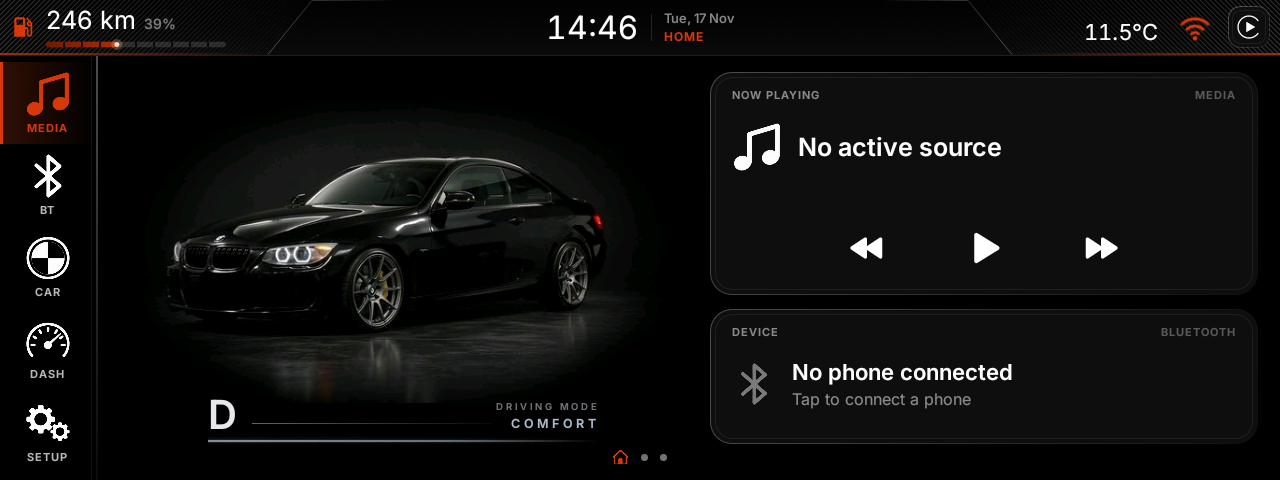 246 km 39%
14:46
Tue, 17 Nov
HOME
11.5°C
MEDIA
BT
CAR
DASH
SETUP
D
DRIVING MODE
COMFORT
NOW PLAYING
MEDIA
No active source
DEVICE
BLUETOOTH
No phone connected
Tap to connect a phone